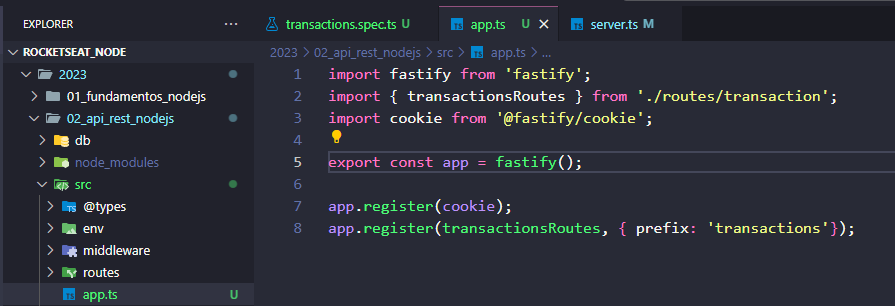 EXPLORER ...
ROCKETSEAT_NODE
2023
01_fundamentos_nodejs
02_api_rest_nodejs
db
node_modules
src
@types
env
middleware
routes
app.ts U
transactions.spec.ts U
TS app.ts U
TS server.ts M
2023 > 02_api_rest_nodejs > src > TS app.ts > ...
1 import fastify from 'fastify';
2 import { transactionsRoutes } from './routes/transaction';
3 import cookie from '@fastify/cookie';
4
5 export const app = fastify();
6
7 app.register(cookie);
8 app.register(transactionsRoutes, { prefix: 'transactions'});